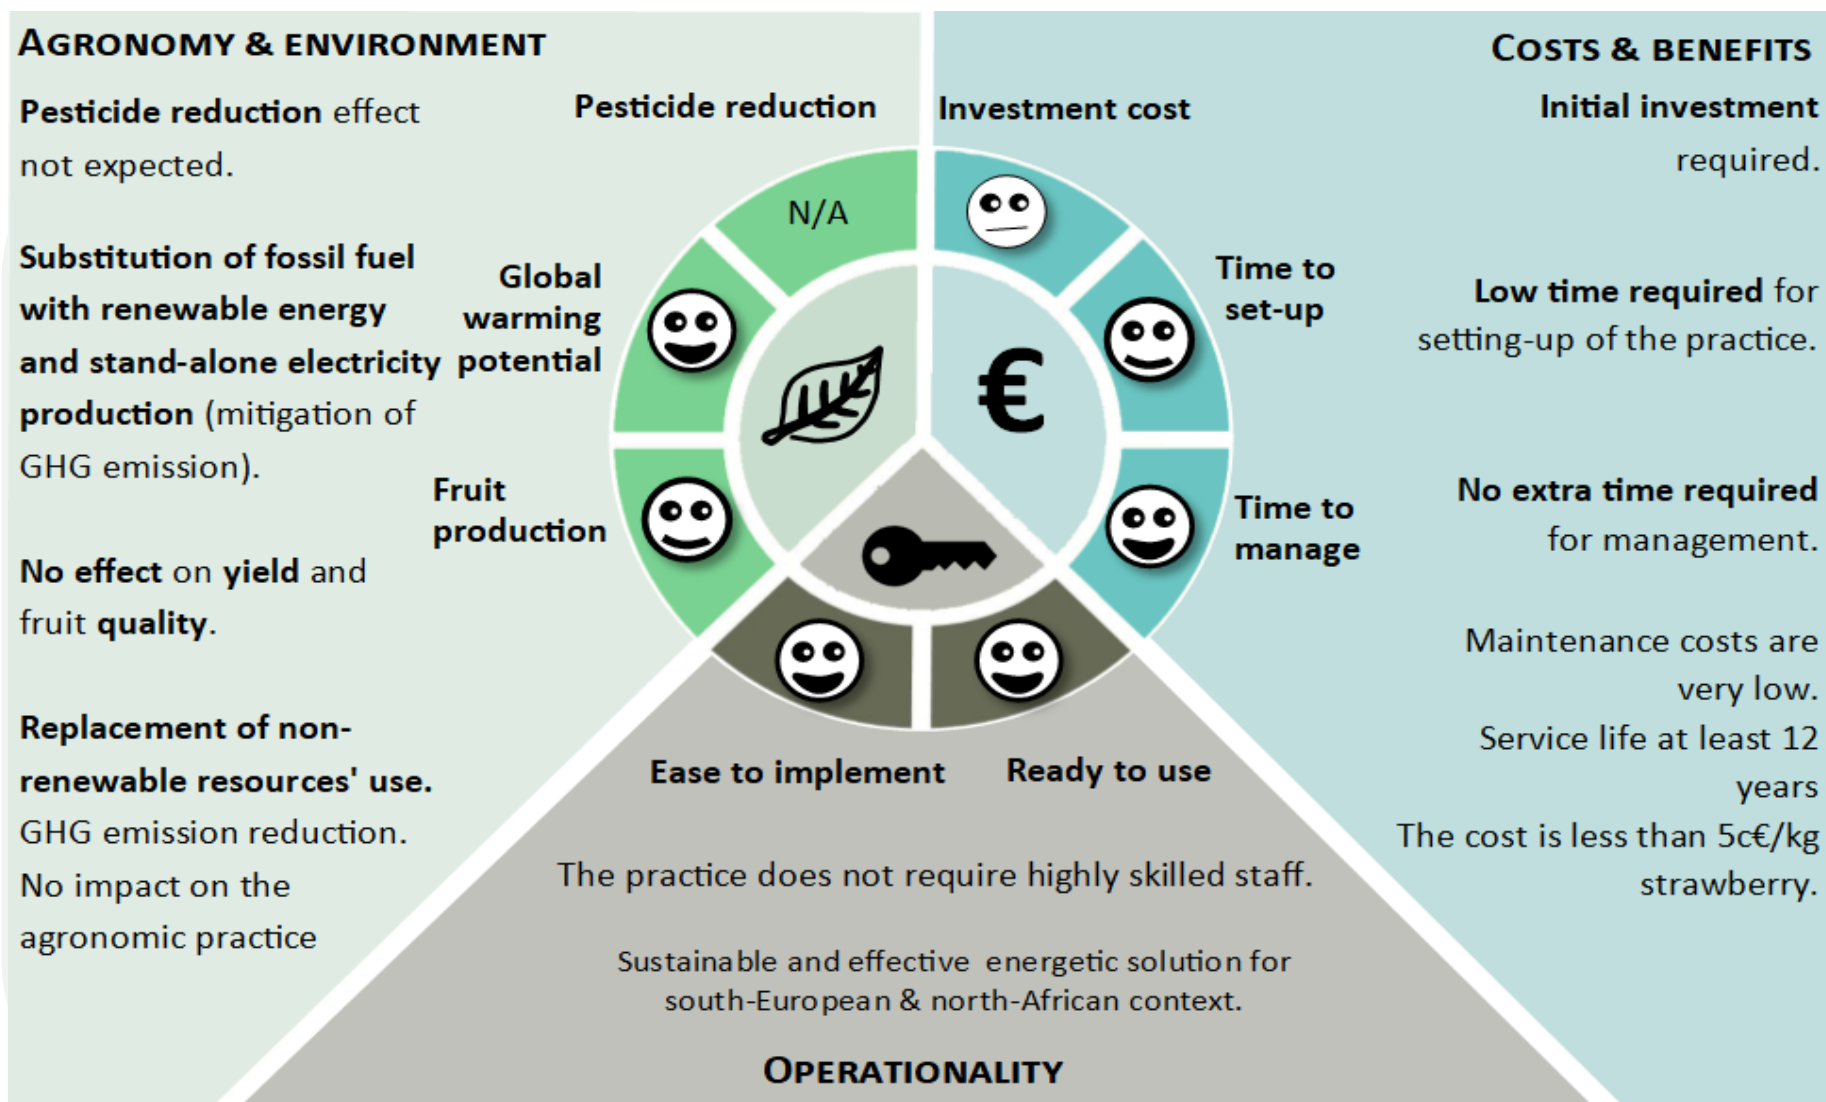 AGRONOMY & ENVIRONMENT
Pesticide reduction effect
not expected.
Substitution of fossil fuel
with renewable energy
and stand-alone electricity
production (mitigation of
GHG emission).
No effect on yield and
fruit quality.
Replacement of non-
renewable resources' use.
GHG emission reduction.
No impact on the
agronomic practice
Pesticide reduction
N/A
Global
warming
potential
Fruit
production
COSTS & BENEFITS
Investment cost
Initial investment
required.
Time to
set-up
Low time required for
setting-up of the practice.
€
Time to
manage
No extra time required
for management.
Maintenance costs are
very low.
Service life at least 12
years
The cost is less than 5c€/kg
strawberry.
Ease to implement
Ready to use
The practice does not require highly skilled staff.
Sustainable and effective energetic solution for
south-European & north-African context.
OPERATIONALITY